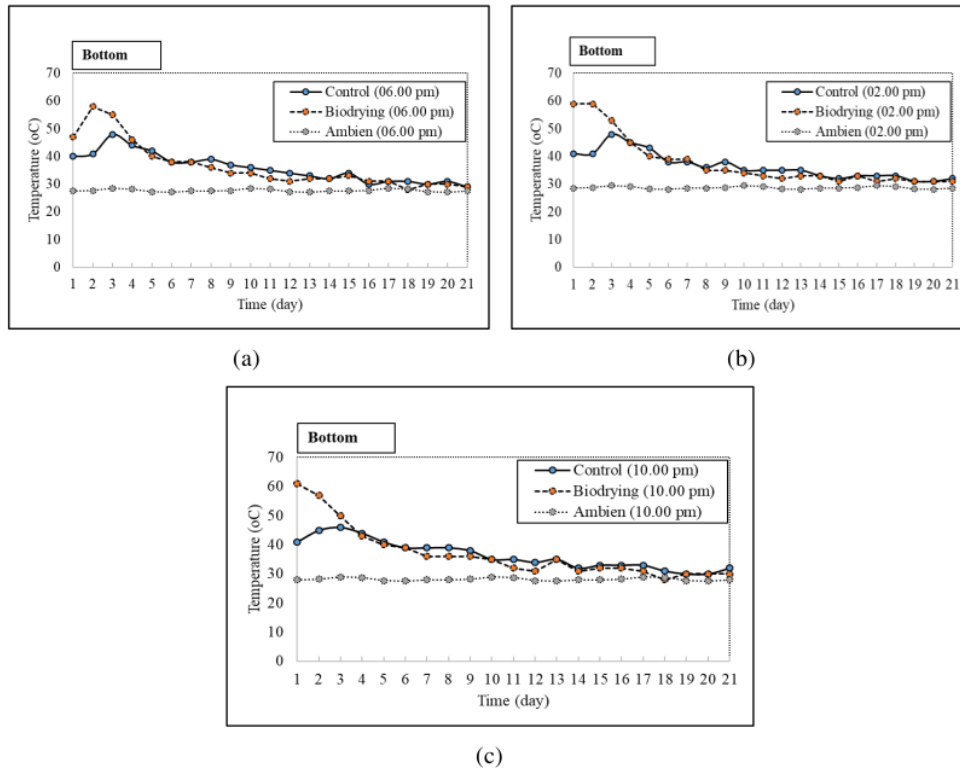 Bottom
70
60
50
40
30
20
10
0
Temperature (oC)
Control (06.00 pm)
Biodrying (06.00 pm)
Ambien (06.00 pm)
1 2 3 4 5 6 7 8 9 10 11 12 13 14 15 16 17 18 19 20 21
Time (day)
(a)
Bottom
70
60
50
40
30
20
10
0
Temperature (oC)
Control (02.00 pm)
Biodrying (02.00 pm)
Ambien (02.00 pm)
1 2 3 4 5 6 7 8 9 10 11 12 13 14 15 16 17 18 19 20 21
Time (day)
(b)
Bottom
70
60
50
40
30
20
10
0
Temperature (oC)
Control (10.00 pm)
Biodrying (10.00 pm)
Ambien (10.00 pm)
1 2 3 4 5 6 7 8 9 10 11 12 13 14 15 16 17 18 19 20 21
Time (day)
(c)